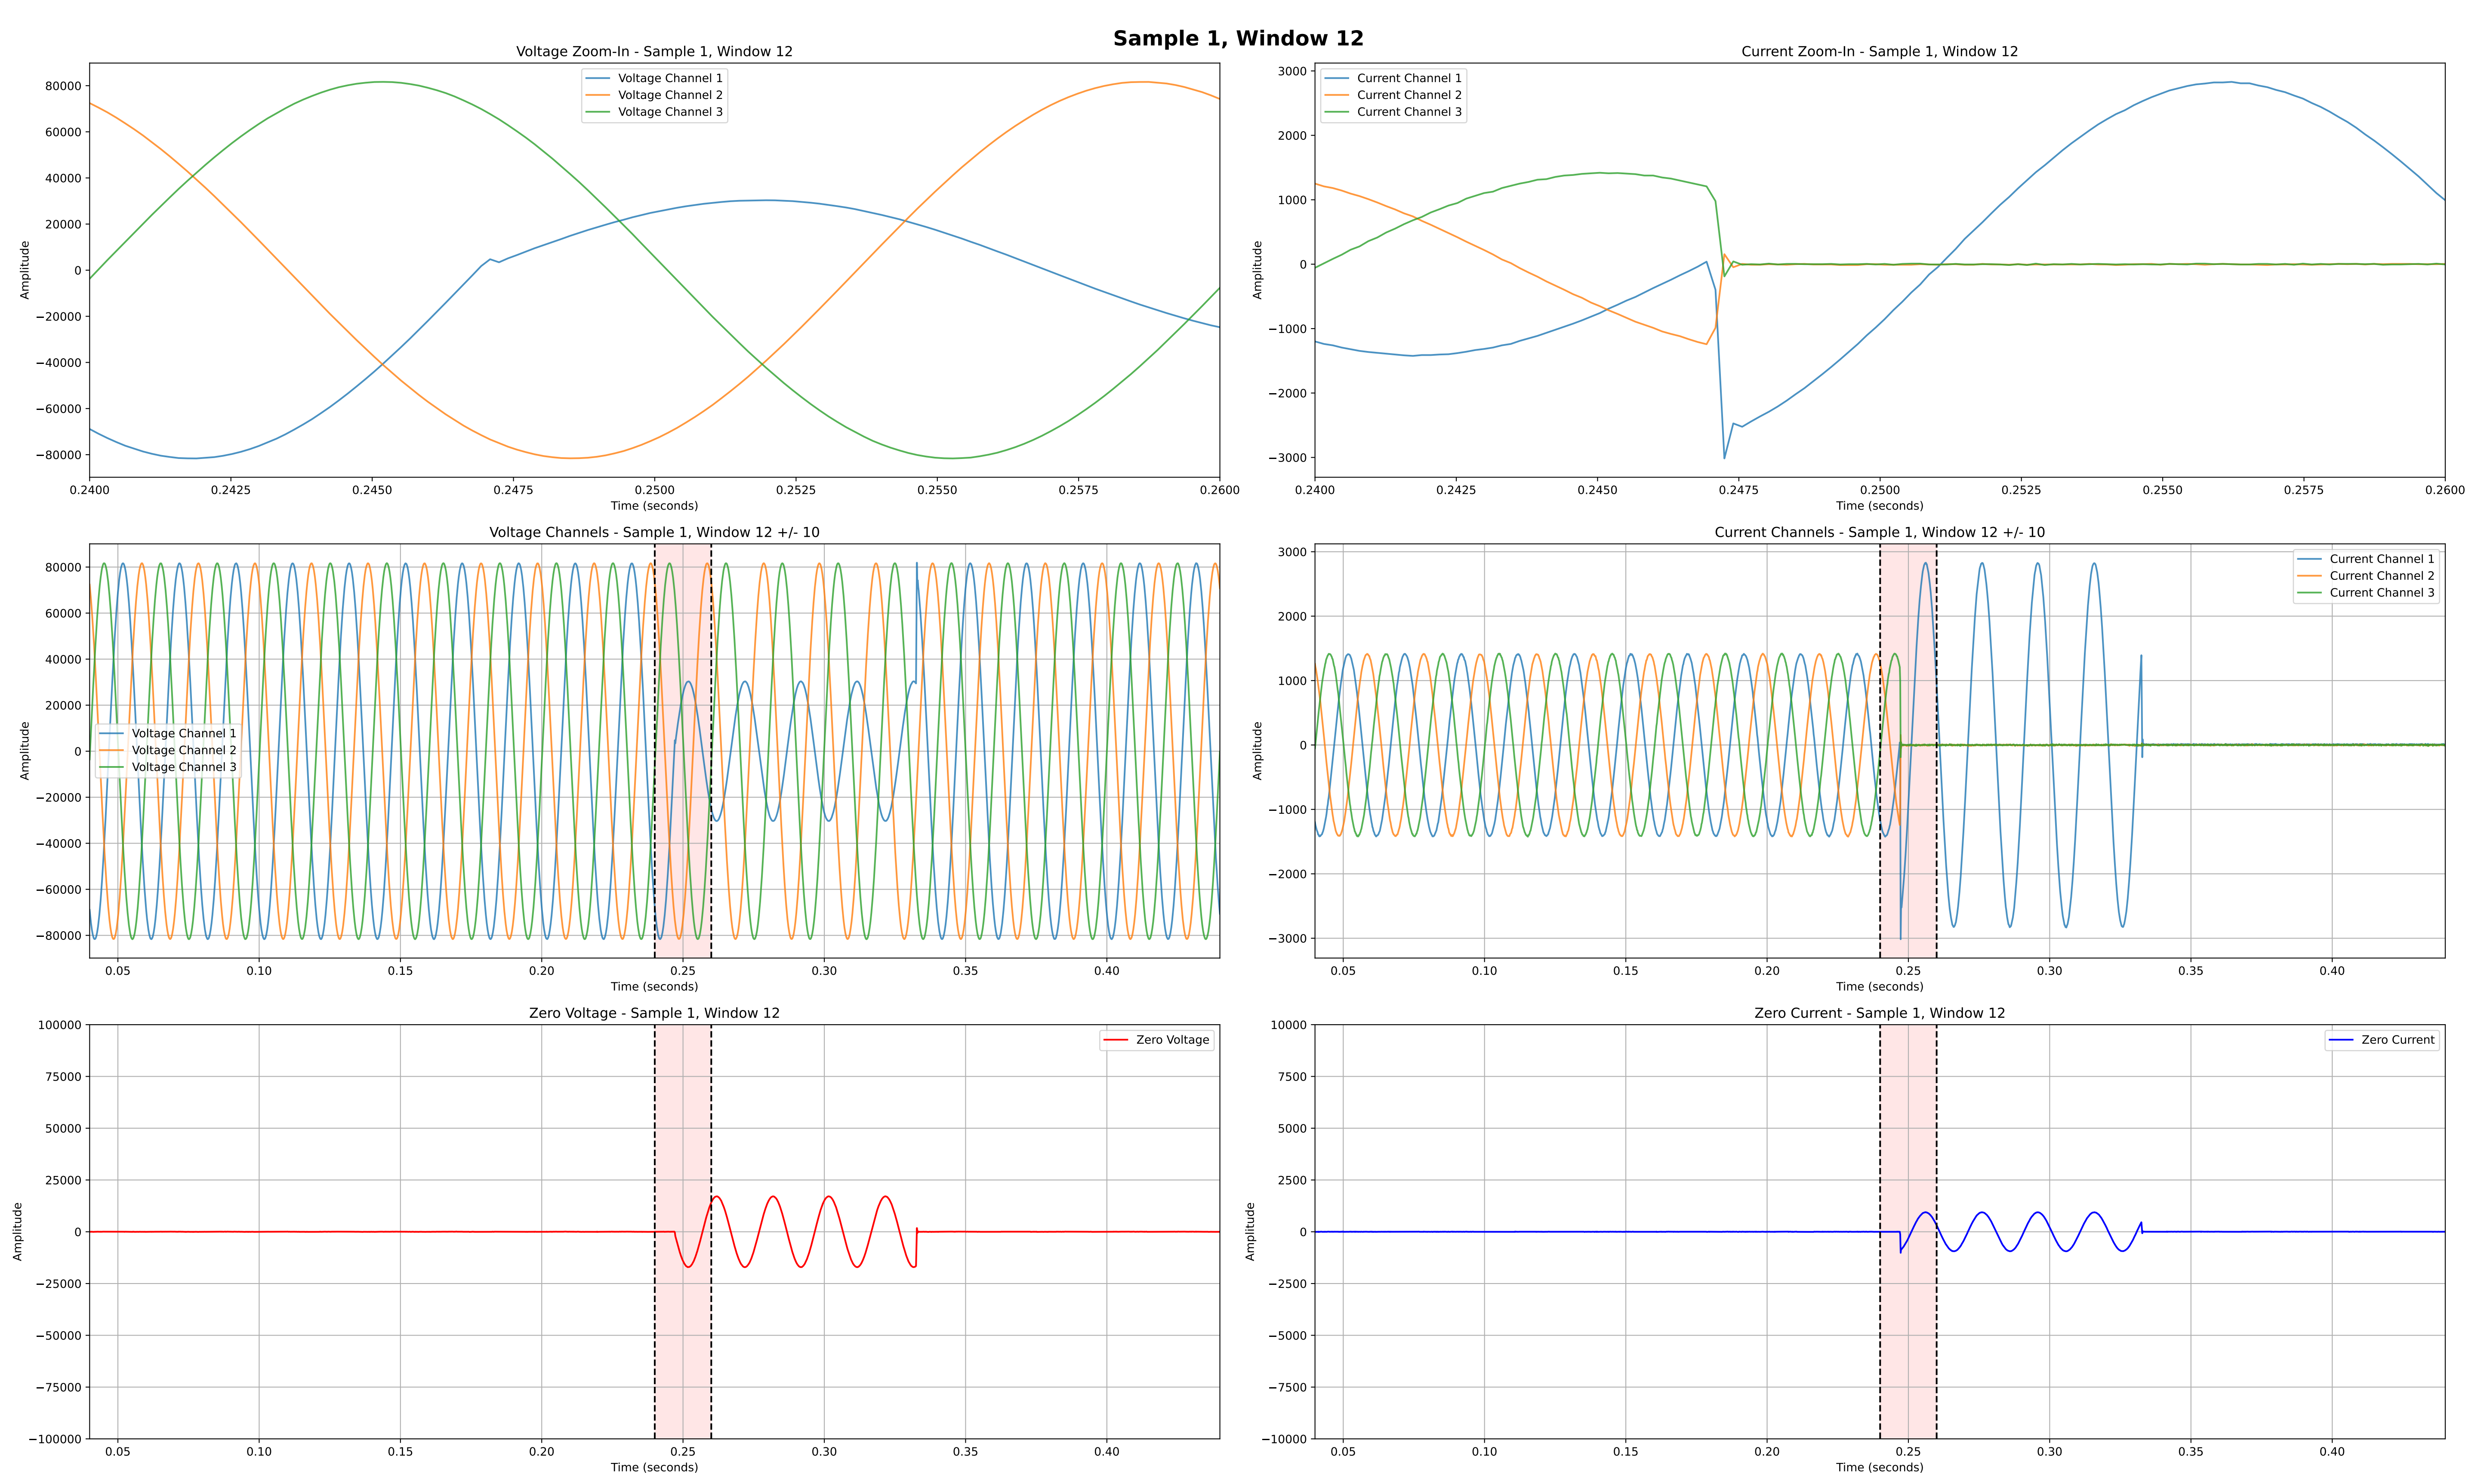 Sample 1, Window 12
Voltage Zoom-In - Sample 1, Window 12
Voltage Channel 1
Voltage Channel 2
Voltage Channel 3
Amplitude
80000
60000
40000
20000
0
−20000
−40000
−60000
−80000
0.2400 0.2425 0.2450 0.2475 0.2500 0.2525 0.2550 0.2575 0.2600
Time (seconds)
Current Zoom-In - Sample 1, Window 12
Current Channel 1
Current Channel 2
Current Channel 3
Amplitude
3000
2000
1000
0
−1000
−2000
−3000
0.2400 0.2425 0.2450 0.2475 0.2500 0.2525 0.2550 0.2575 0.2600
Time (seconds)
Voltage Channels - Sample 1, Window 12 +/- 10
Amplitude
80000
60000
40000
20000
0
−20000
−40000
−60000
−80000
Voltage Channel 1
Voltage Channel 2
Voltage Channel 3
0.05 0.10 0.15 0.20 0.25 0.30 0.35 0.40
Time (seconds)
Current Channels - Sample 1, Window 12 +/- 10
Current Channel 1
Current Channel 2
Current Channel 3
Amplitude
3000
2000
1000
0
−1000
−2000
−3000
0.05 0.10 0.15 0.20 0.25 0.30 0.35 0.40
Time (seconds)
Zero Voltage - Sample 1, Window 12
Zero Voltage
Amplitude
100000
75000
50000
25000
0
−25000
−50000
−75000
−100000
0.05 0.10 0.15 0.20 0.25 0.30 0.35 0.40
Time (seconds)
Zero Current - Sample 1, Window 12
Zero Current
Amplitude
10000
7500
5000
2500
0
−2500
−5000
−7500
−10000
0.05 0.10 0.15 0.20 0.25 0.30 0.35 0.40
Time (seconds)